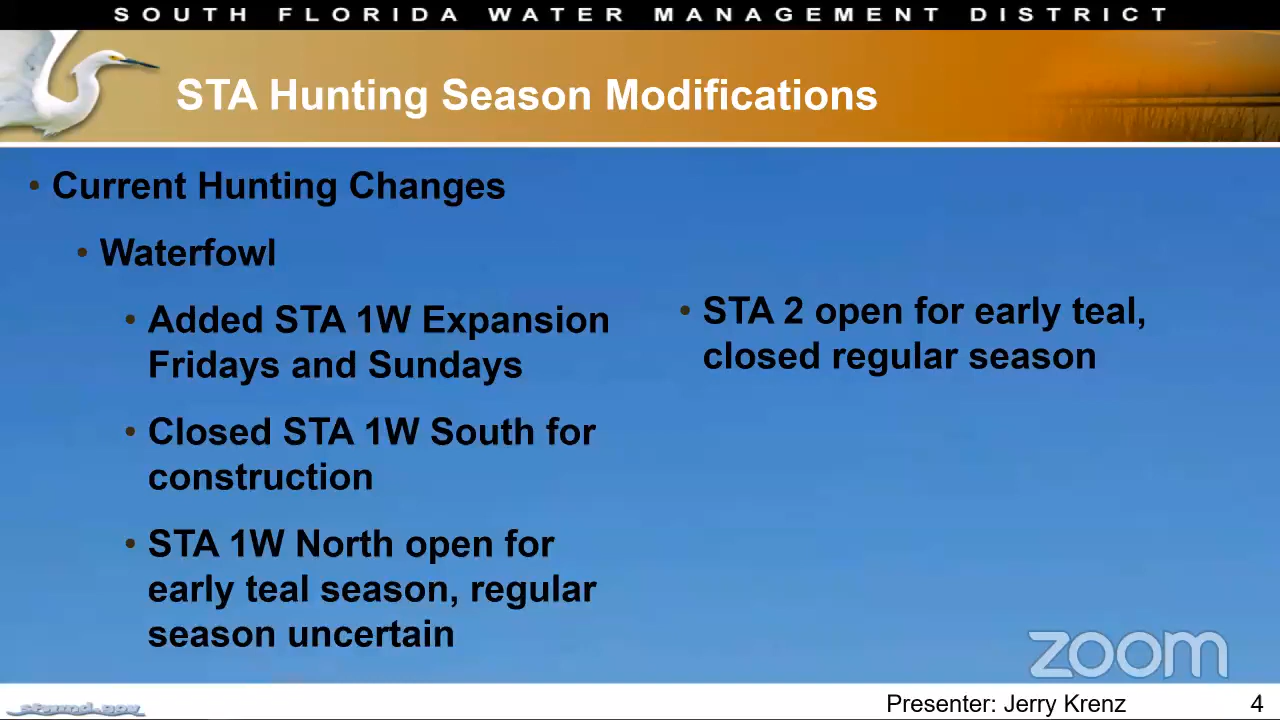 SOUTH FLORIDA WATER MANAGEMENT DISTRICT
STA Hunting Season Modifications
• Current Hunting Changes
• Waterfowl
• Added STA 1W Expansion
Fridays and Sundays
• Closed STA 1W South for
construction
• STA 1W North open for
early teal season, regular
season uncertain
• STA 2 open for early teal,
closed regular season
zoom
sfwmd.gov
Presenter: Jerry Krenz
4